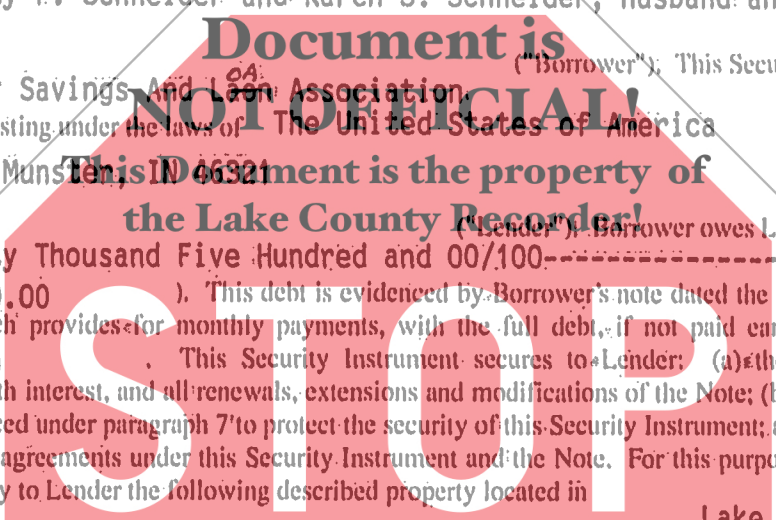 y F. Schneider and Karen S. Schneider, Husband an
Document is
("Borrower"). This Secu
OA
Savings And Loan Association,
NOT OFFICIAL!
sting under the laws of The United States of America
Munster, IN 46321
This Document is the property of
the Lake County Recorder!
("Lender"). Borrower owes L
y Thousand Five Hundred and 00/100--------------------
0.00 ). This debt is evidenced by Borrower's note dated the
h provides for monthly payments, with the full debt, if not paid ear
. This Security Instrument secures to Lender: (a) th
th interest, and all renewals, extensions and modifications of the Note; (b
ced under paragraph 7 to protect the security of this Security Instrument; a
agreements under this Security Instrument and the Note. For this purpo
y to Lender the following described property located in
Lake
STOP